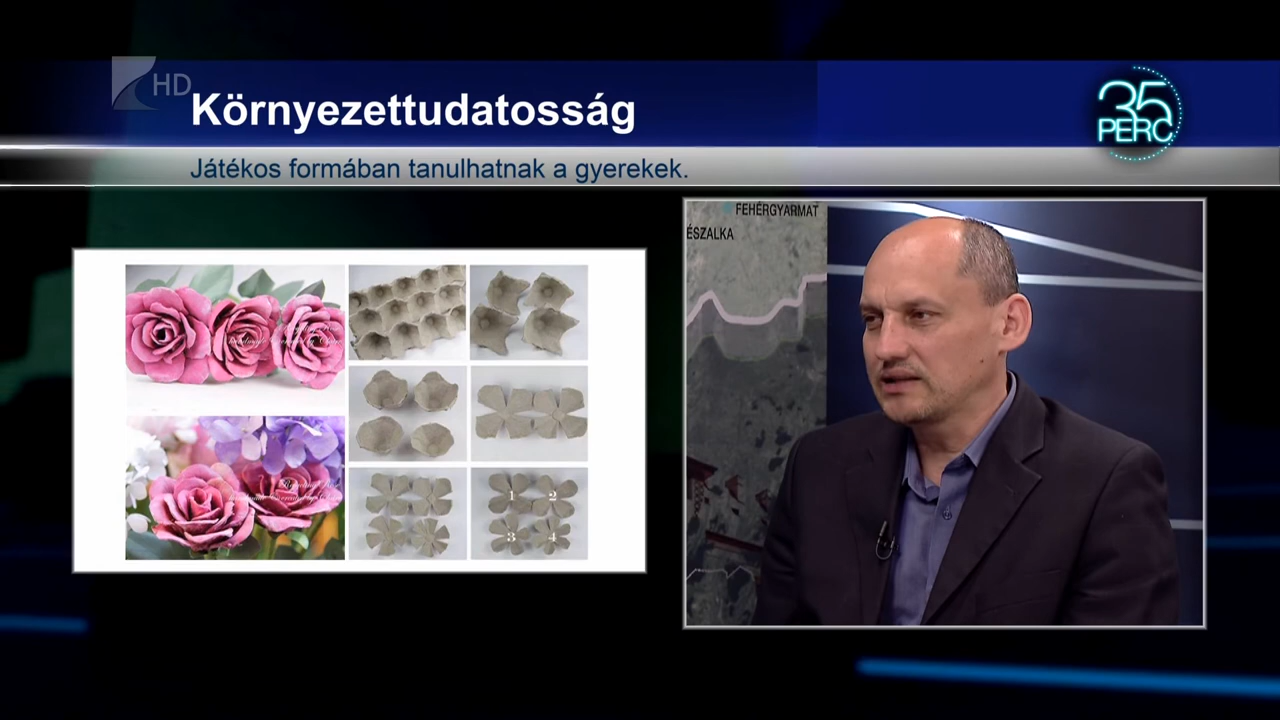 HD
Környezettudatosság
35
PERC
Játékos formában tanulhatnak a gyerekek.
FEHÉRGYARMAT
ÉSZALKA
1 2
3 4